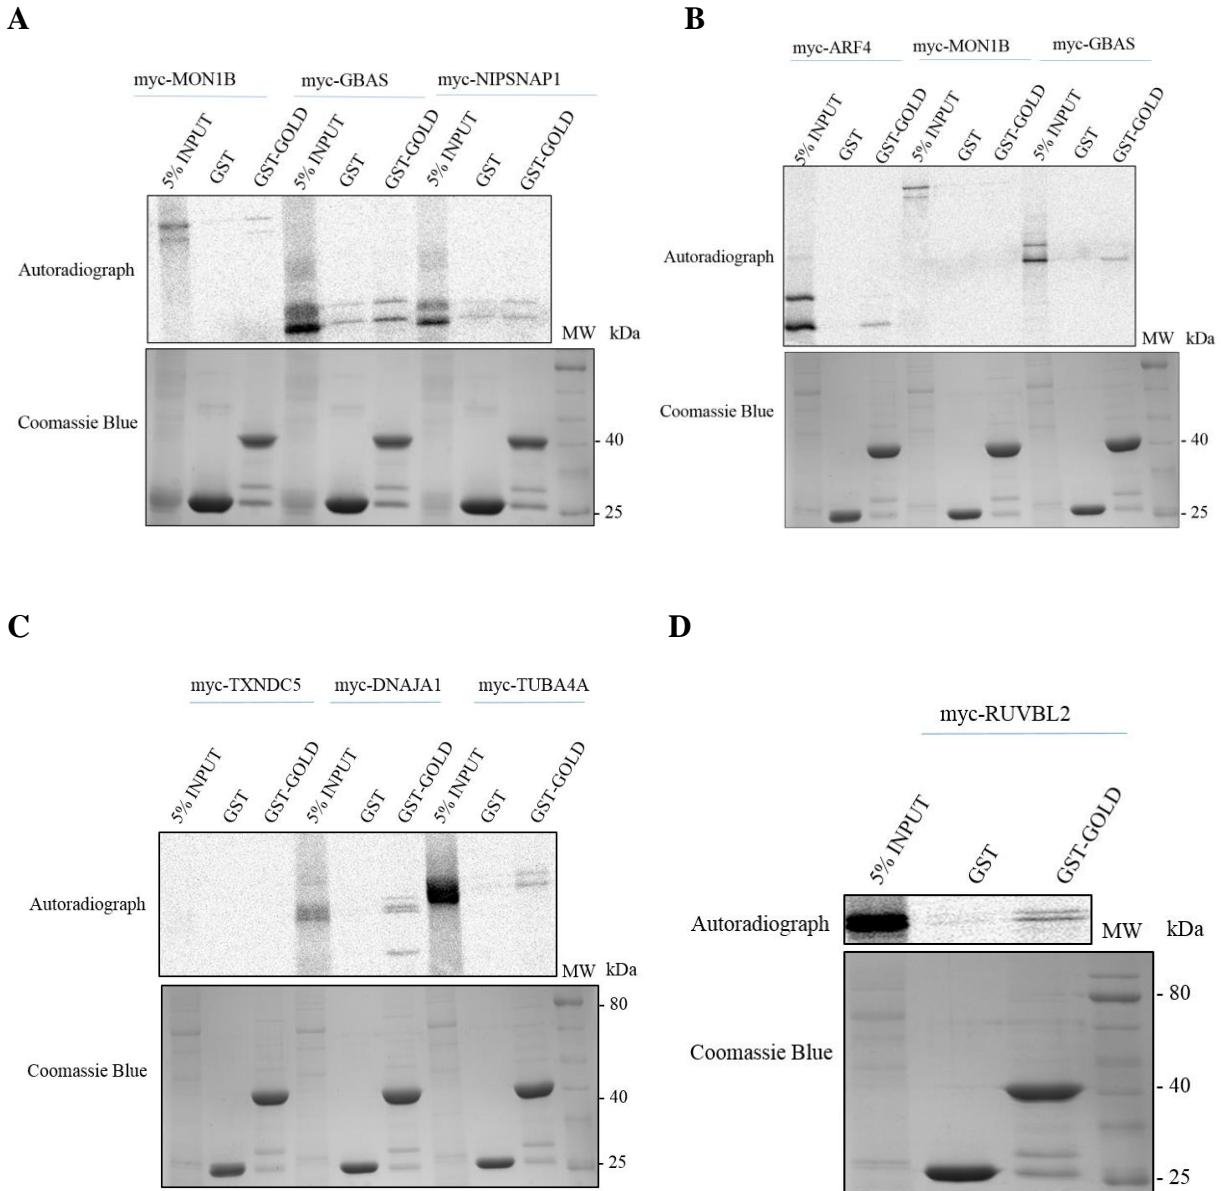 A
myc-MON1B
myc-GBAS
myc-NIPSNAP1
5% INPUT
GST
GST-GOLD
5% INPUT
GST
GST-GOLD
5% INPUT
GST
GST-GOLD
Autoradiograph
MW kDa
Coomassie Blue
- 40
- 25
B
myc-ARF4
myc-MON1B
myc-GBAS
5% INPUT
GST
GST-GOLD
5% INPUT
GST
GST-GOLD
5% INPUT
GST
GST-GOLD
Autoradiograph
MW kDa
Coomassie Blue
- 40
- 25
C
myc-TXNDC5
myc-DNAJA1
myc-TUBA4A
5% INPUT
GST
GST-GOLD
5% INPUT
GST
GST-GOLD
5% INPUT
GST
GST-GOLD
Autoradiograph
MW kDa
- 80
Coomassie Blue
- 40
- 25
D
myc-RUVBL2
5% INPUT
GST
GST-GOLD
Autoradiograph
MW kDa
- 80
Coomassie Blue
- 40
- 25